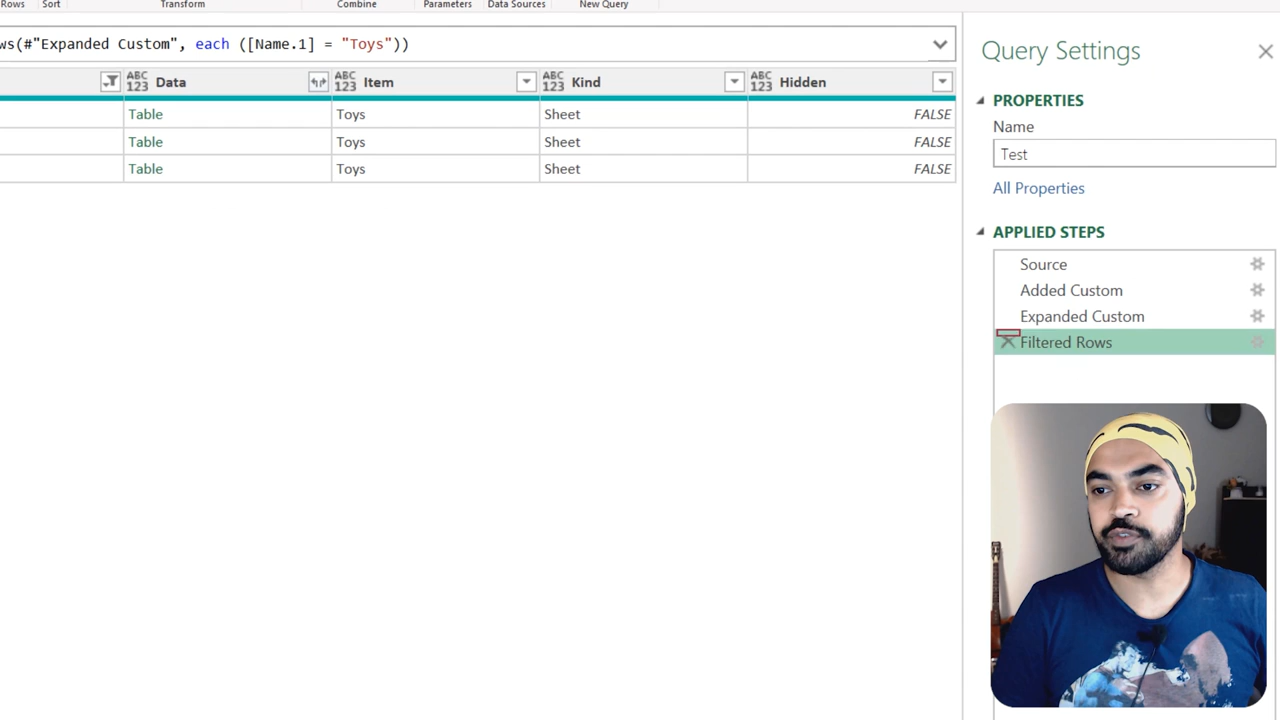 Rows Sort Transform Combine Parameters Data Sources New Query
ws(#"Expanded Custom", each ([Name.1] = "Toys"))
Query Settings
ABC 123 Data ABC 123 Item ABC 123 Kind ABC 123 Hidden
Table Toys Sheet FALSE
Table Toys Sheet FALSE
Table Toys Sheet FALSE
PROPERTIES
Name
Test
All Properties
APPLIED STEPS
Source
Added Custom
Expanded Custom
Filtered Rows